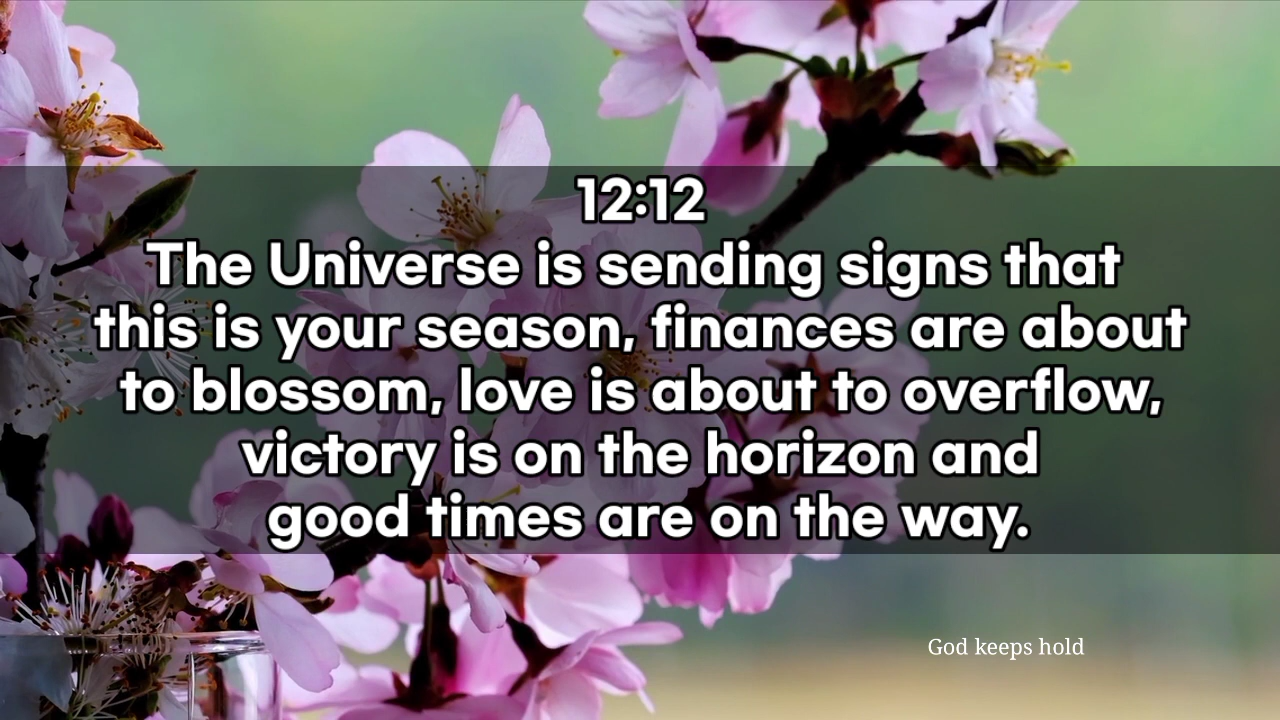 12:12
The Universe is sending signs that
this is your season, finances are about
to blossom, love is about to overflow,
victory is on the horizon and
good times are on the way.
God keeps hold